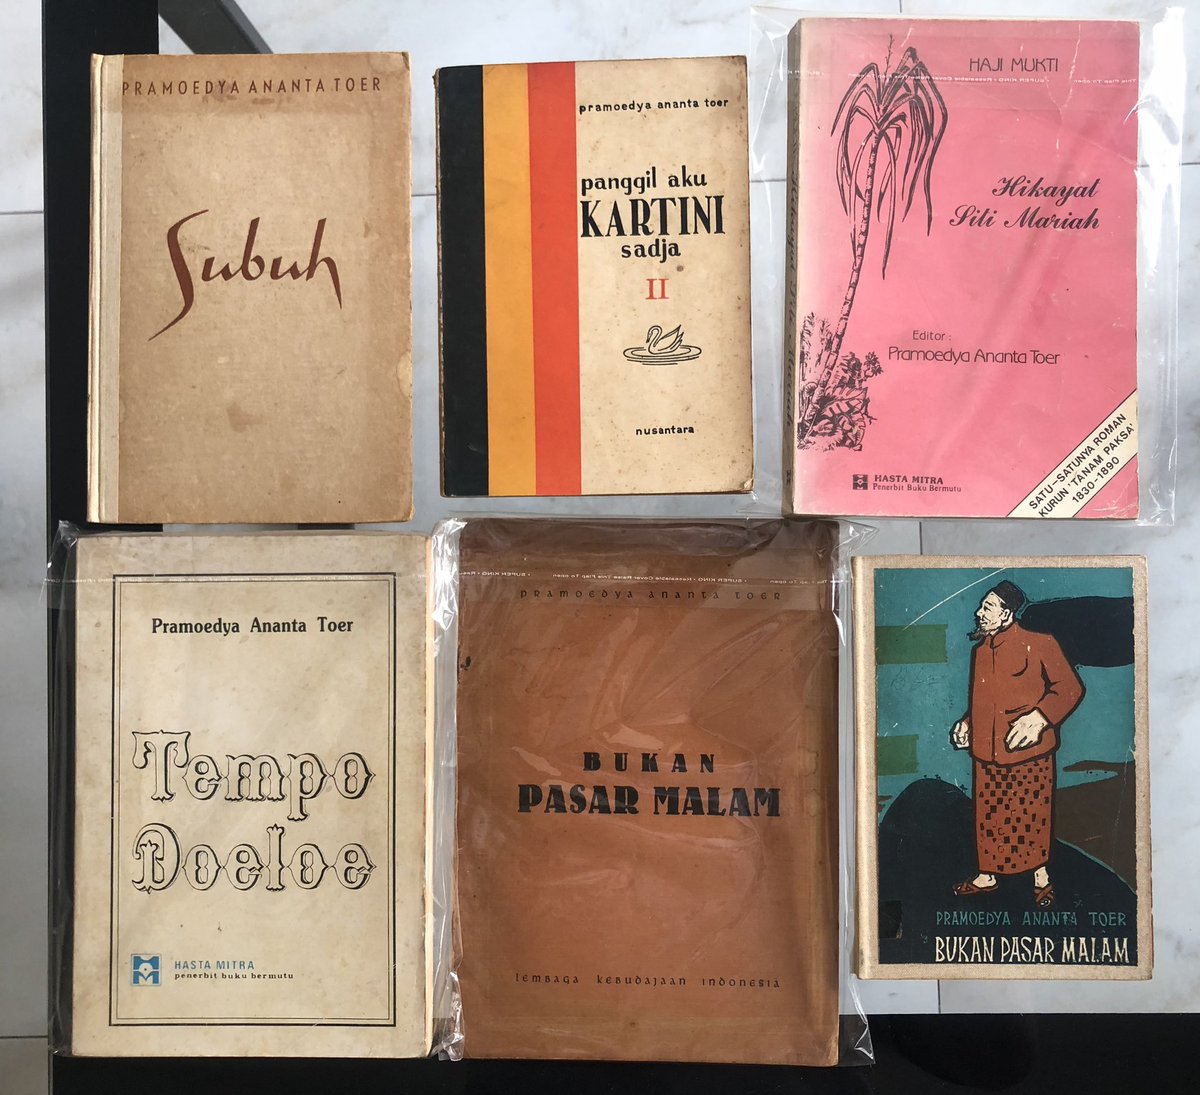 PRAMOEDYA ANANTA TOER
Subuh
pramoedya ananta toer
panggil aku
KARTINI
sadja
II
nusantara
HAJI MUKTI
Hikayat
Siti Mariah
Editor :
Pramoedya Ananta Toer
HASTA MITRA
Penerbit Buku Bermutu
SATU-SATUNYA ROMAN
KURUN 'TANAM PAKSA'
1830-1890
Pramoedya Ananta Toer
Tempo
Doeloe
HASTA MITRA
penerbit buku bermutu
pramoedya ananta toer
BUKAN
PASAR MALAM
Lembaga Kebudajaan Indonesia
PRAMOEDYA ANANTA TOER
BUKAN PASAR MALAM